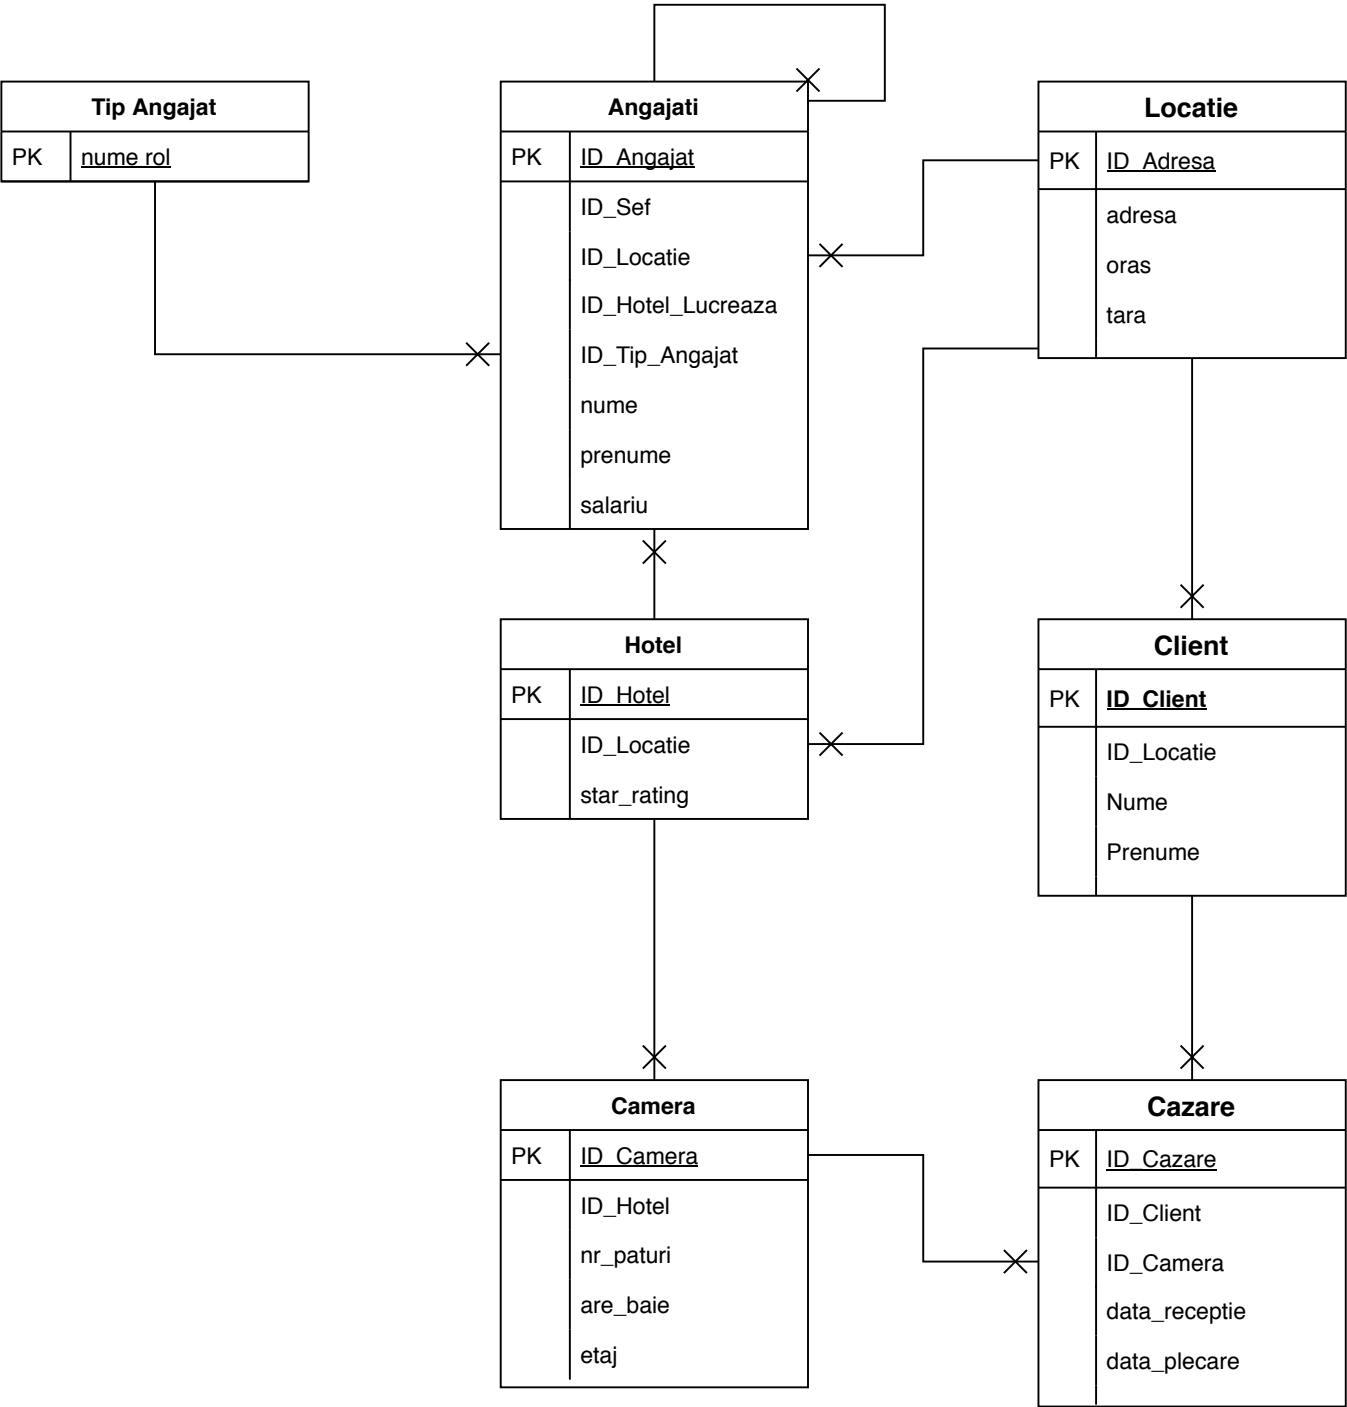 Tip Angajat
PK nume rol
Angajati
PK ID_Angajat
ID_Sef
ID_Locatie
ID_Hotel_Lucreaza
ID_Tip_Angajat
nume
prenume
salariu
Locatie
PK ID_Adresa
adresa
oras
tara
Hotel
PK ID_Hotel
ID_Locatie
star_rating
Client
PK ID_Client
ID_Locatie
Nume
Prenume
Camera
PK ID_Camera
ID_Hotel
nr_paturi
are_baie
etaj
Cazare
PK ID_Cazare
ID_Client
ID_Camera
data_receptie
data_plecare